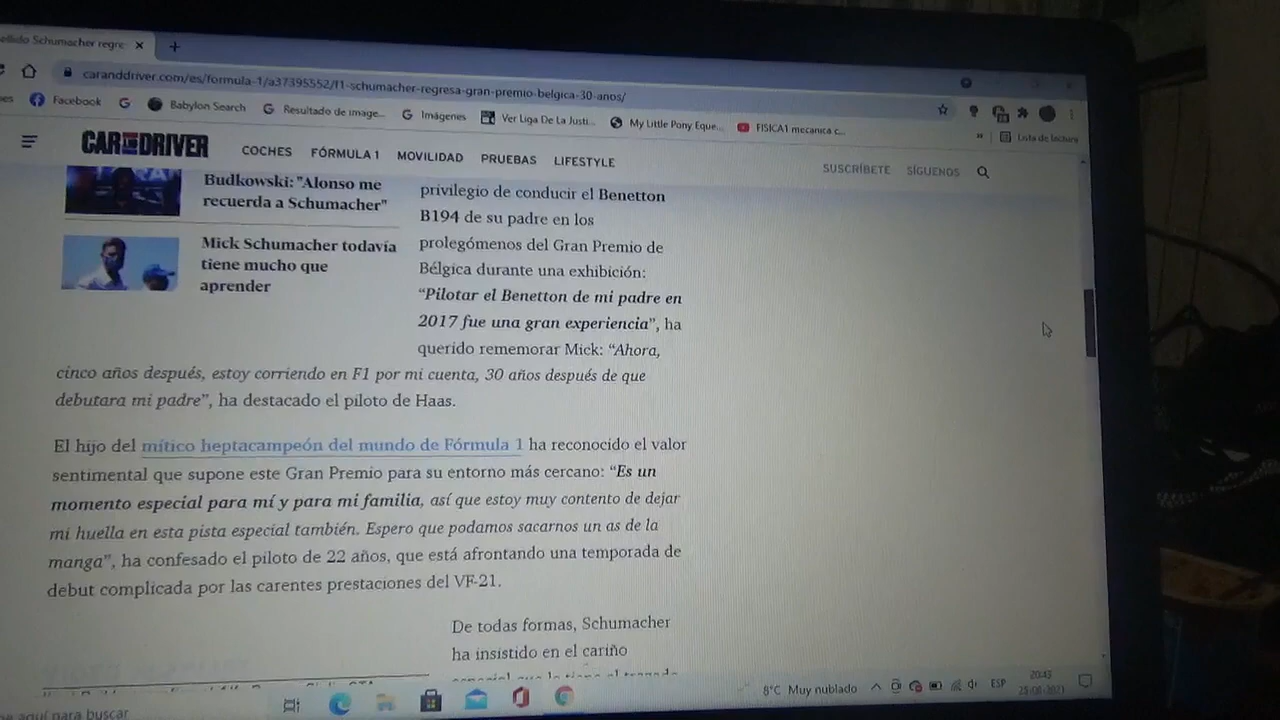 ellido Schumacher regre
caranddriver.com/es/formula-1/a37395552/f1-schumacher-regresa-gran-premio-belgica-30-anos/
Facebook
Babylon Search
Resultado de image...
Imágenes
Ver Liga De La Justi...
My Little Pony Eque...
FISICA1 mecanica c...
Lista de lectura
CAR AND DRIVER
COCHES FÓRMULA 1 MOVILIDAD PRUEBAS LIFESTYLE
SUSCRÍBETE SÍGUENOS
Budkowski: "Alonso me
recuerda a Schumacher"
Mick Schumacher todavía
tiene mucho que
aprender
privilegio de conducir el Benetton
B194 de su padre en los
prolegómenos del Gran Premio de
Bélgica durante una exhibición:
“Pilotar el Benetton de mi padre en
2017 fue una gran experiencia”, ha
querido rememorar Mick: “Ahora,
cinco años después, estoy corriendo en F1 por mi cuenta, 30 años después de que
debutara mi padre”, ha destacado el piloto de Haas.
El hijo del mítico heptacampeón del mundo de Fórmula 1 ha reconocido el valor
sentimental que supone este Gran Premio para su entorno más cercano: “Es un
momento especial para mí y para mi familia, así que estoy muy contento de dejar
mi huella en esta pista especial también. Espero que podamos sacarnos un as de la
manga”, ha confesado el piloto de 22 años, que está afrontando una temporada de
debut complicada por las carentes prestaciones del VF-21.
De todas formas, Schumacher
ha insistido en el cariño
aquí para buscar
8°C Muy nublado
ESP
20:43
25-08-2021